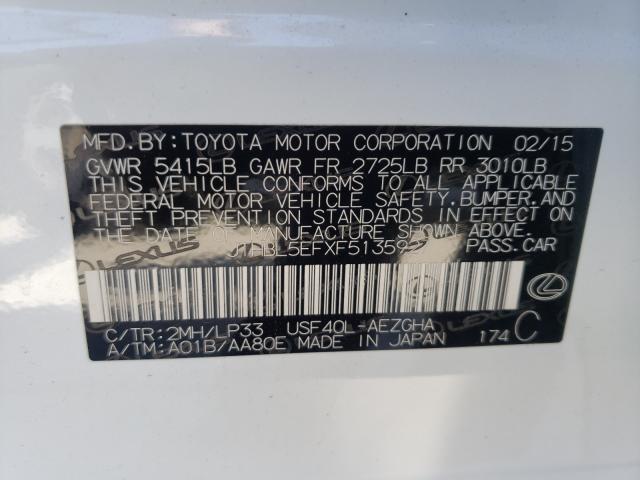 MFD.BY:TOYOTA MOTOR CORPORATION 02/15
GVWR 5415LB GAWR FR 2725LB RR 3010LB
THIS VEHICLE CONFORMS TO ALL APPLICABLE
FEDERAL MOTOR VEHICLE SAFETY,BUMPER,AND
THEFT PREVENTION STANDARDS IN EFFECT ON
THE DATE OF MANUFACTURE SHOWN ABOVE.
PASS.CAR
LEXUS
C/TR:2MH/LP33 USF40L-AEZGHA
A/TM:A01B/AA80E MADE IN JAPAN 174 C